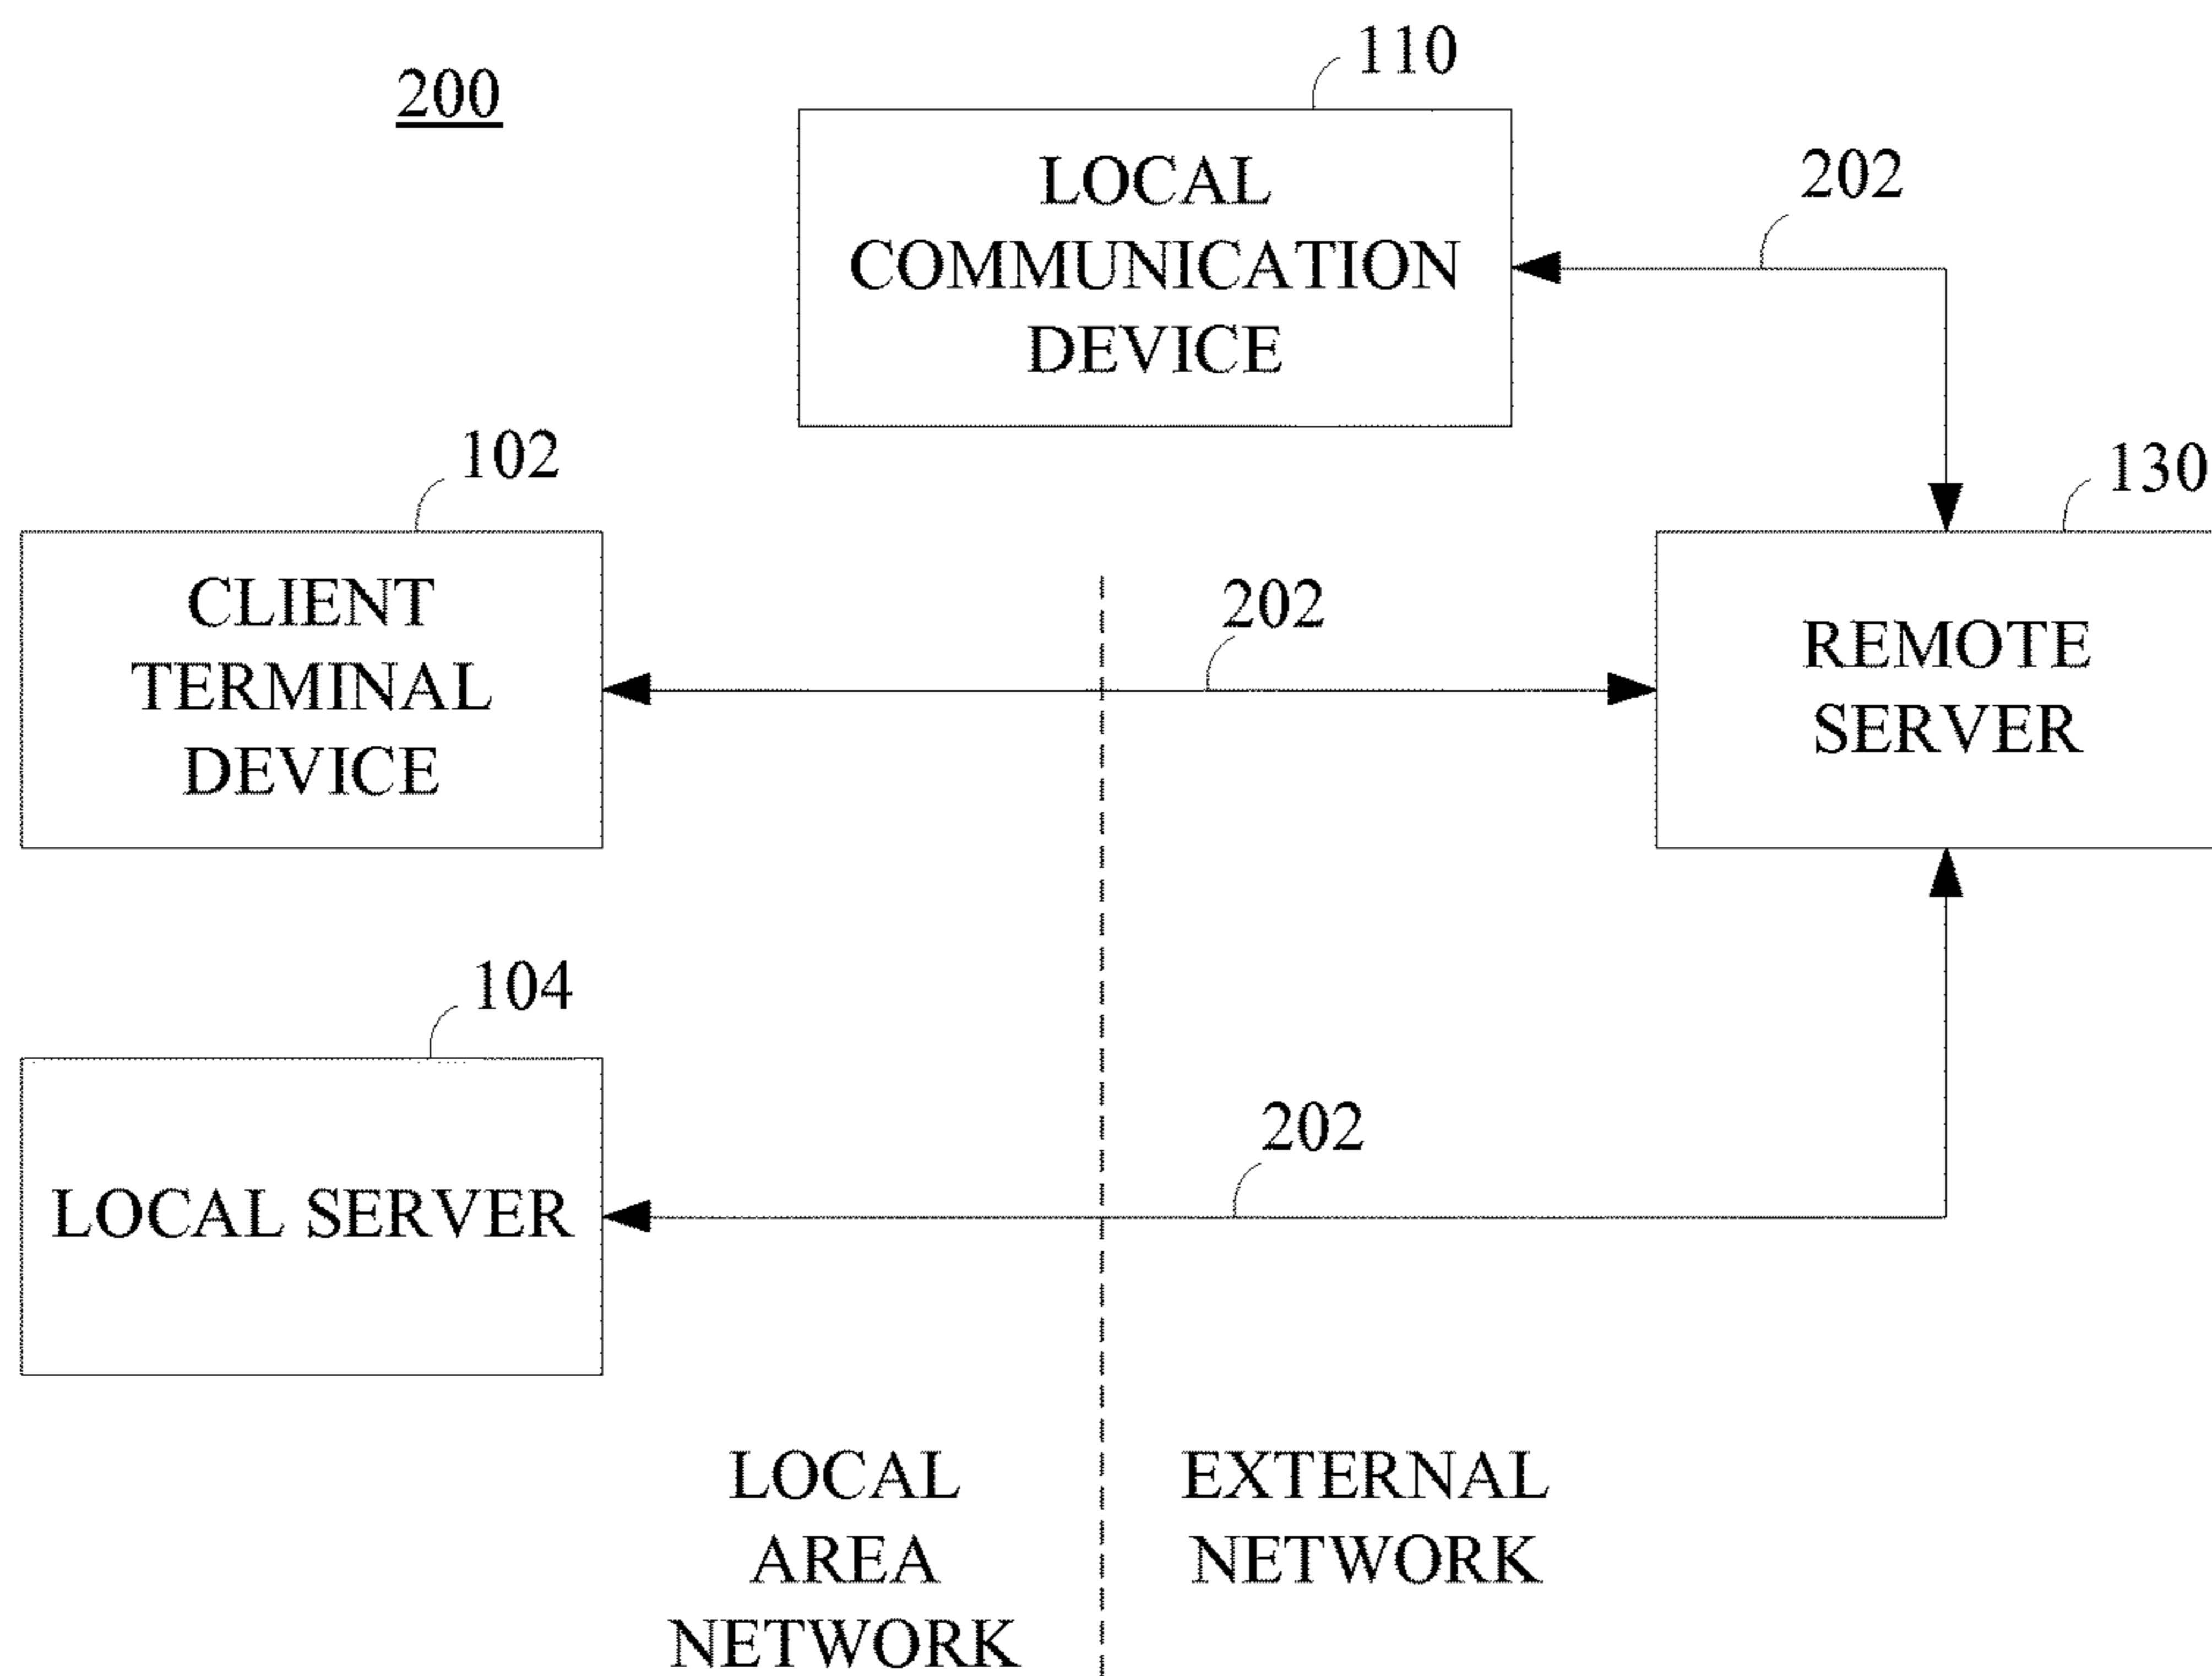 200
110
LOCAL
COMMUNICATION
DEVICE
202
102
CLIENT
TERMINAL
DEVICE
202
130
REMOTE
SERVER
104
LOCAL SERVER
202
LOCAL
AREA
NETWORK
EXTERNAL
NETWORK